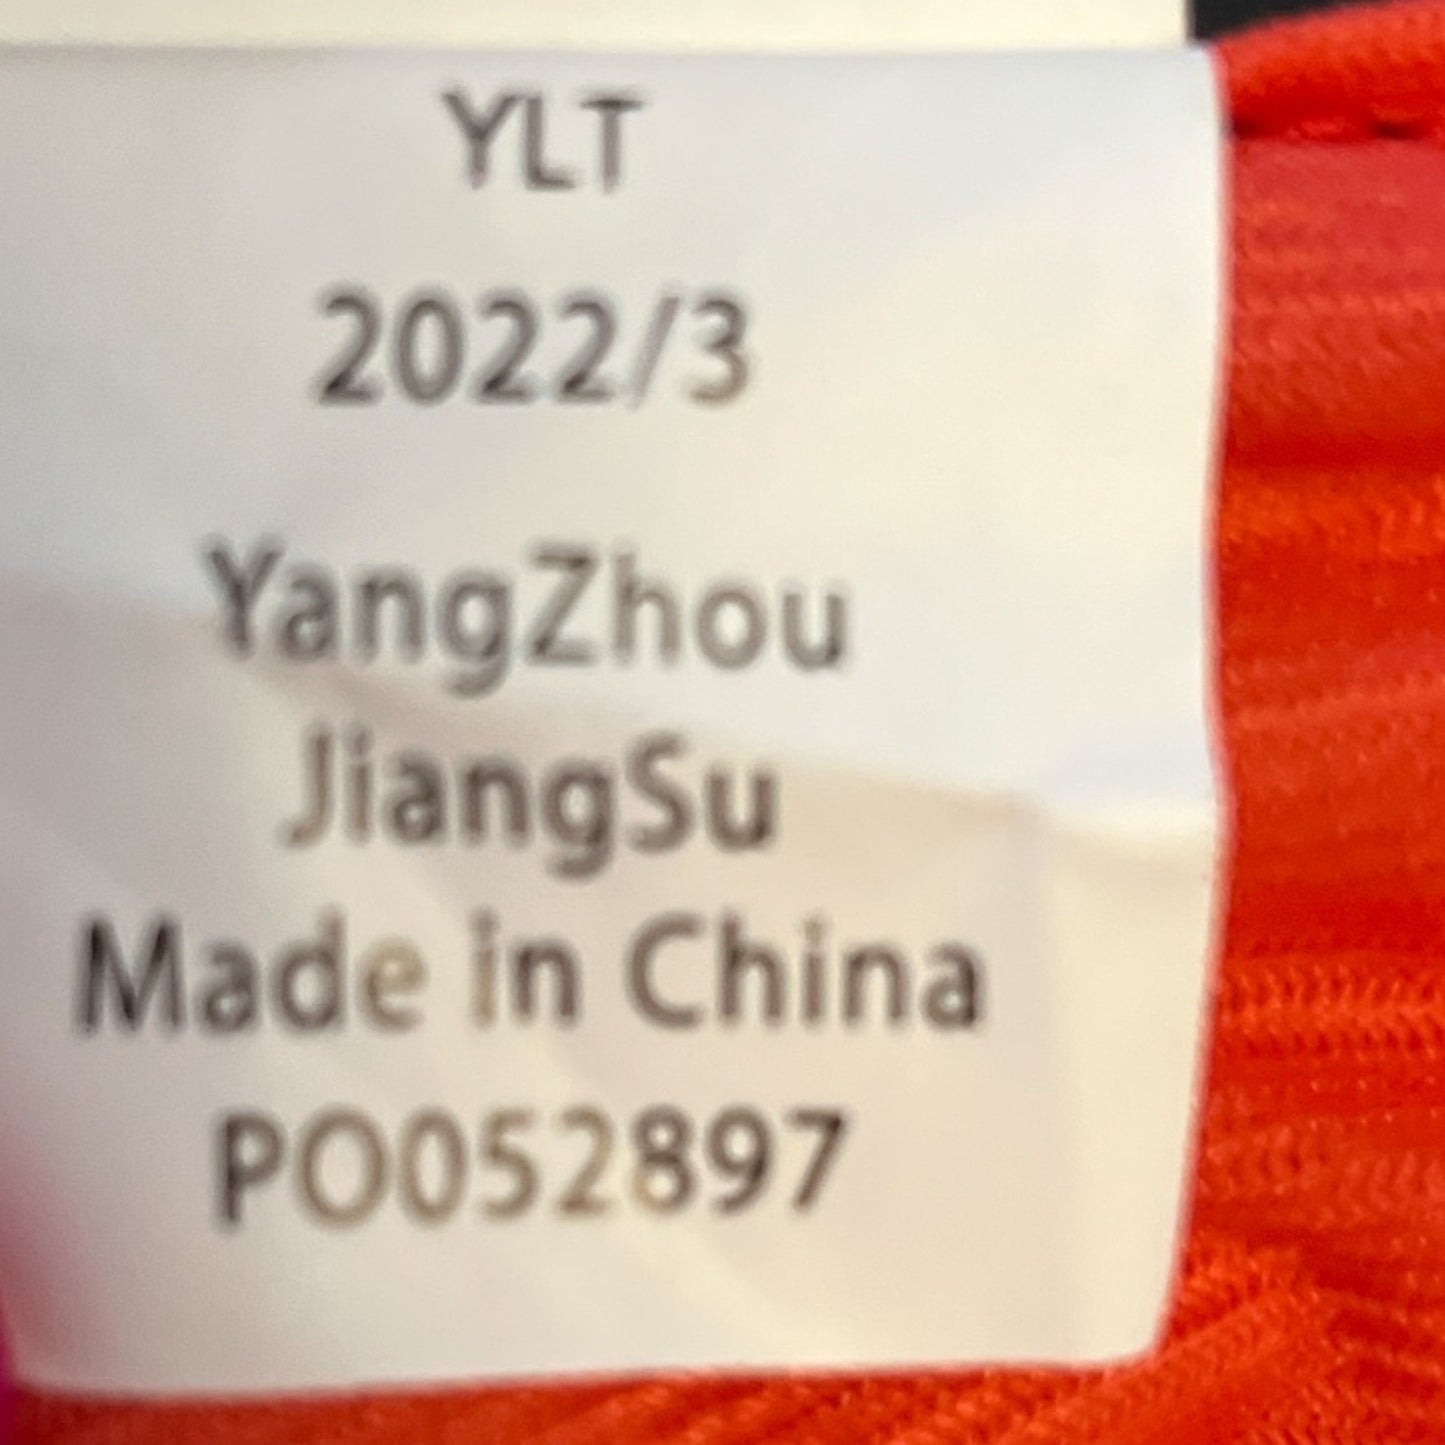 YLT
2022/3
YangZhou
JiangSu
Made in China
PO052897